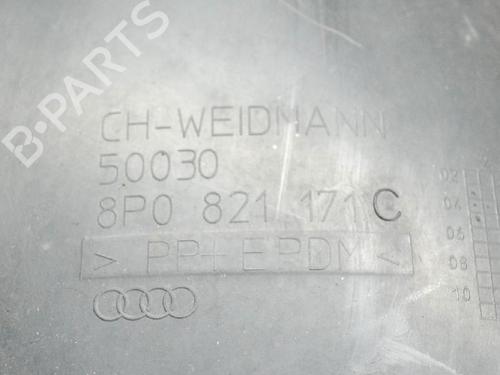 CH-WEIDMANN
50030
8P0 821 171 C
> PP+EPDM <
02
04
06
08
10
B-PARTS